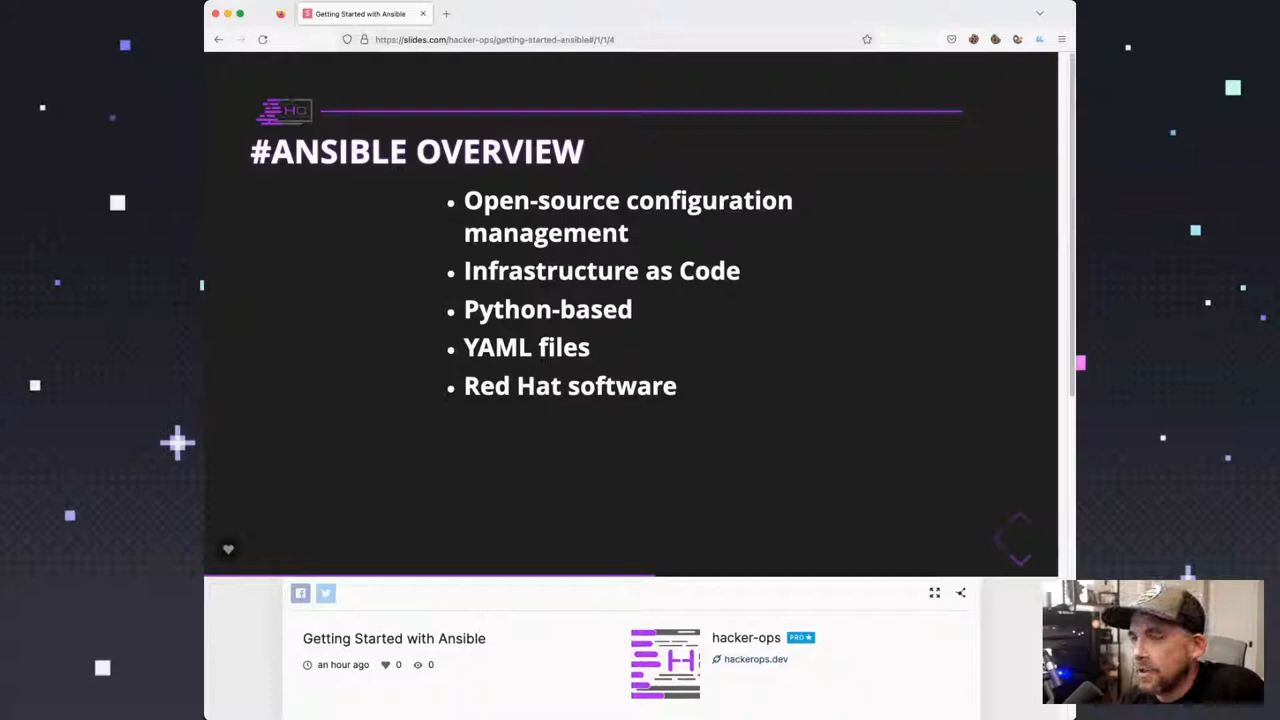 Getting Started with Ansible
https://slides.com/hacker-ops/getting-started-ansible#/1/1/4
HC
#ANSIBLE OVERVIEW
• Open-source configuration
management
• Infrastructure as Code
• Python-based
• YAML files
• Red Hat software
Getting Started with Ansible
an hour ago 0 0
H
hacker-ops PRO
hackerops.dev